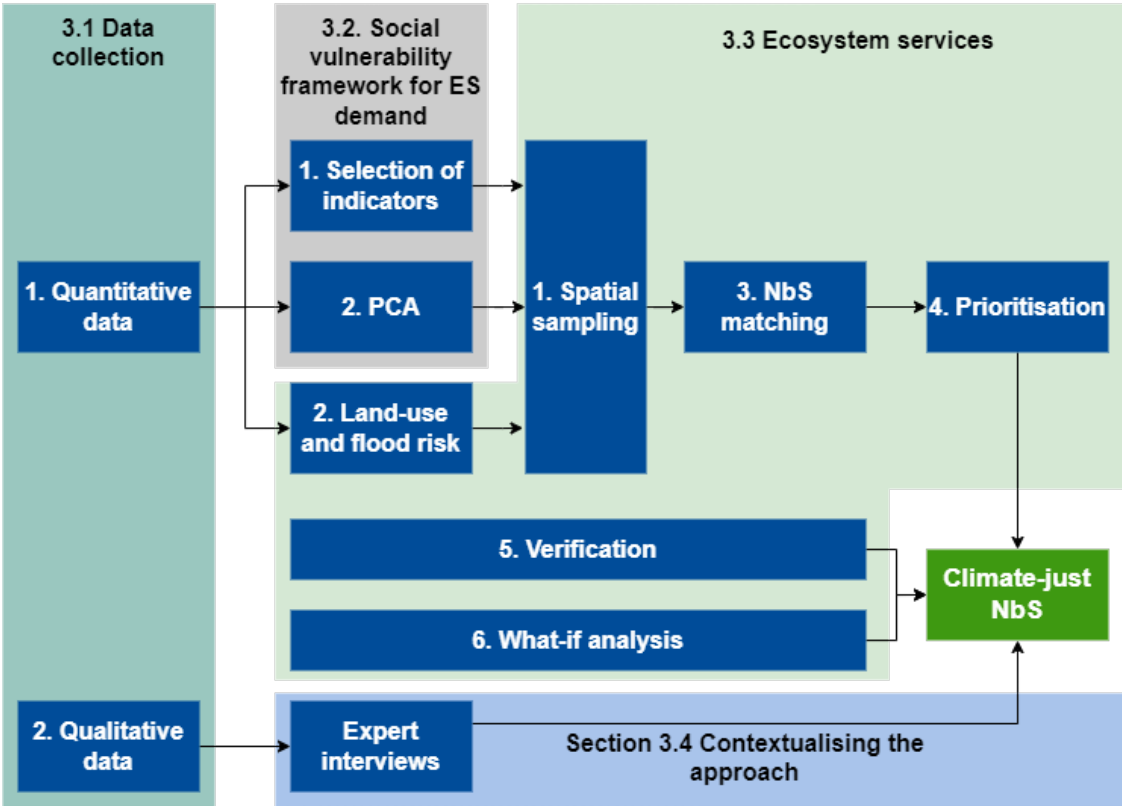 3.1 Data
collection
3.2. Social
vulnerability
framework for ES
demand
3.3 Ecosystem services
1. Selection of
indicators
1. Quantitative
data
2. PCA
1. Spatial
sampling
3. NbS
matching
4. Prioritisation
2. Land-use
and flood risk
5. Verification
6. What-if analysis
Climate-just
NbS
2. Qualitative
data
Expert
interviews
Section 3.4 Contextualising the
approach